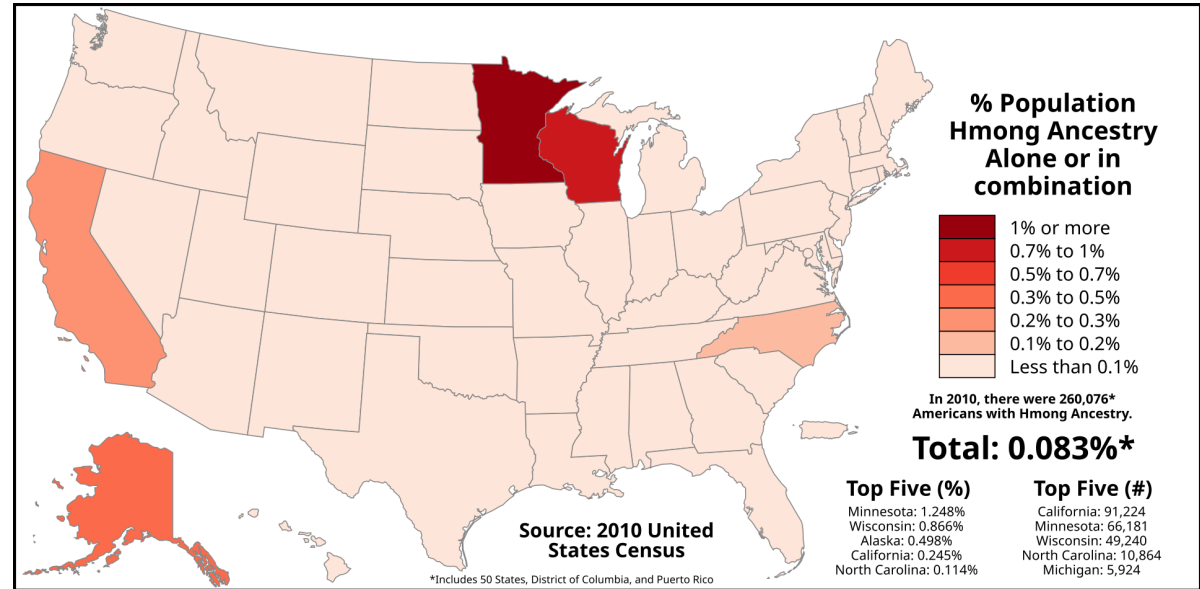 % Population
Hmong Ancestry
Alone or in
combination
1% or more
0.7% to 1%
0.5% to 0.7%
0.3% to 0.5%
0.2% to 0.3%
0.1% to 0.2%
Less than 0.1%
In 2010, there were 260,076*
Americans with Hmong Ancestry.
Total: 0.083%*
Top Five (%)
Minnesota: 1.248%
Wisconsin: 0.866%
Alaska: 0.498%
California: 0.245%
North Carolina: 0.114%
Top Five (#)
California: 91,224
Minnesota: 66,181
Wisconsin: 49,240
North Carolina: 10,864
Michigan: 5,924
Source: 2010 United
States Census
*Includes 50 States, District of Columbia, and Puerto Rico